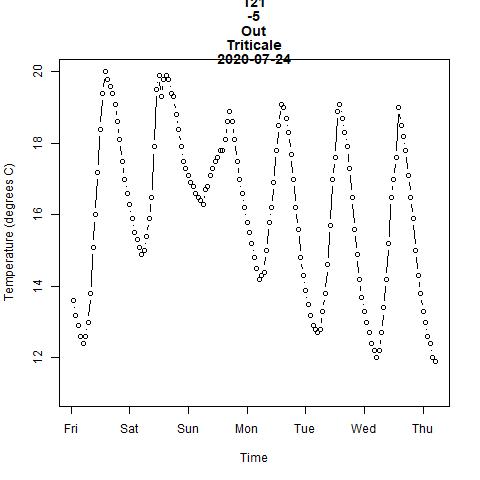 121
-5
Out
Triticale
2020-07-24
20
18
16
14
12
Temperature (degrees C)
Fri
Sat
Sun
Mon
Tue
Wed
Thu
Time